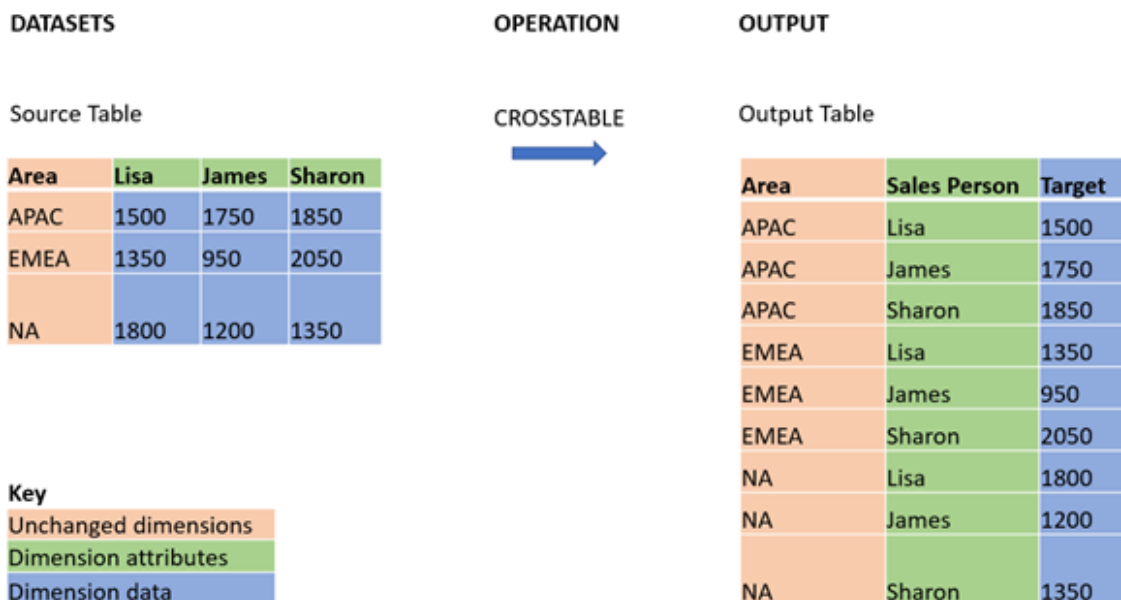 DATASETS
OPERATION
OUTPUT
Source Table
CROSSTABLE
Output Table
Area Lisa James Sharon
APAC 1500 1750 1850
EMEA 1350 950 2050
NA 1800 1200 1350
Key
Unchanged dimensions
Dimension attributes
Dimension data
Area Sales Person Target
APAC Lisa 1500
APAC James 1750
APAC Sharon 1850
EMEA Lisa 1350
EMEA James 950
EMEA Sharon 2050
NA Lisa 1800
NA James 1200
NA Sharon 1350